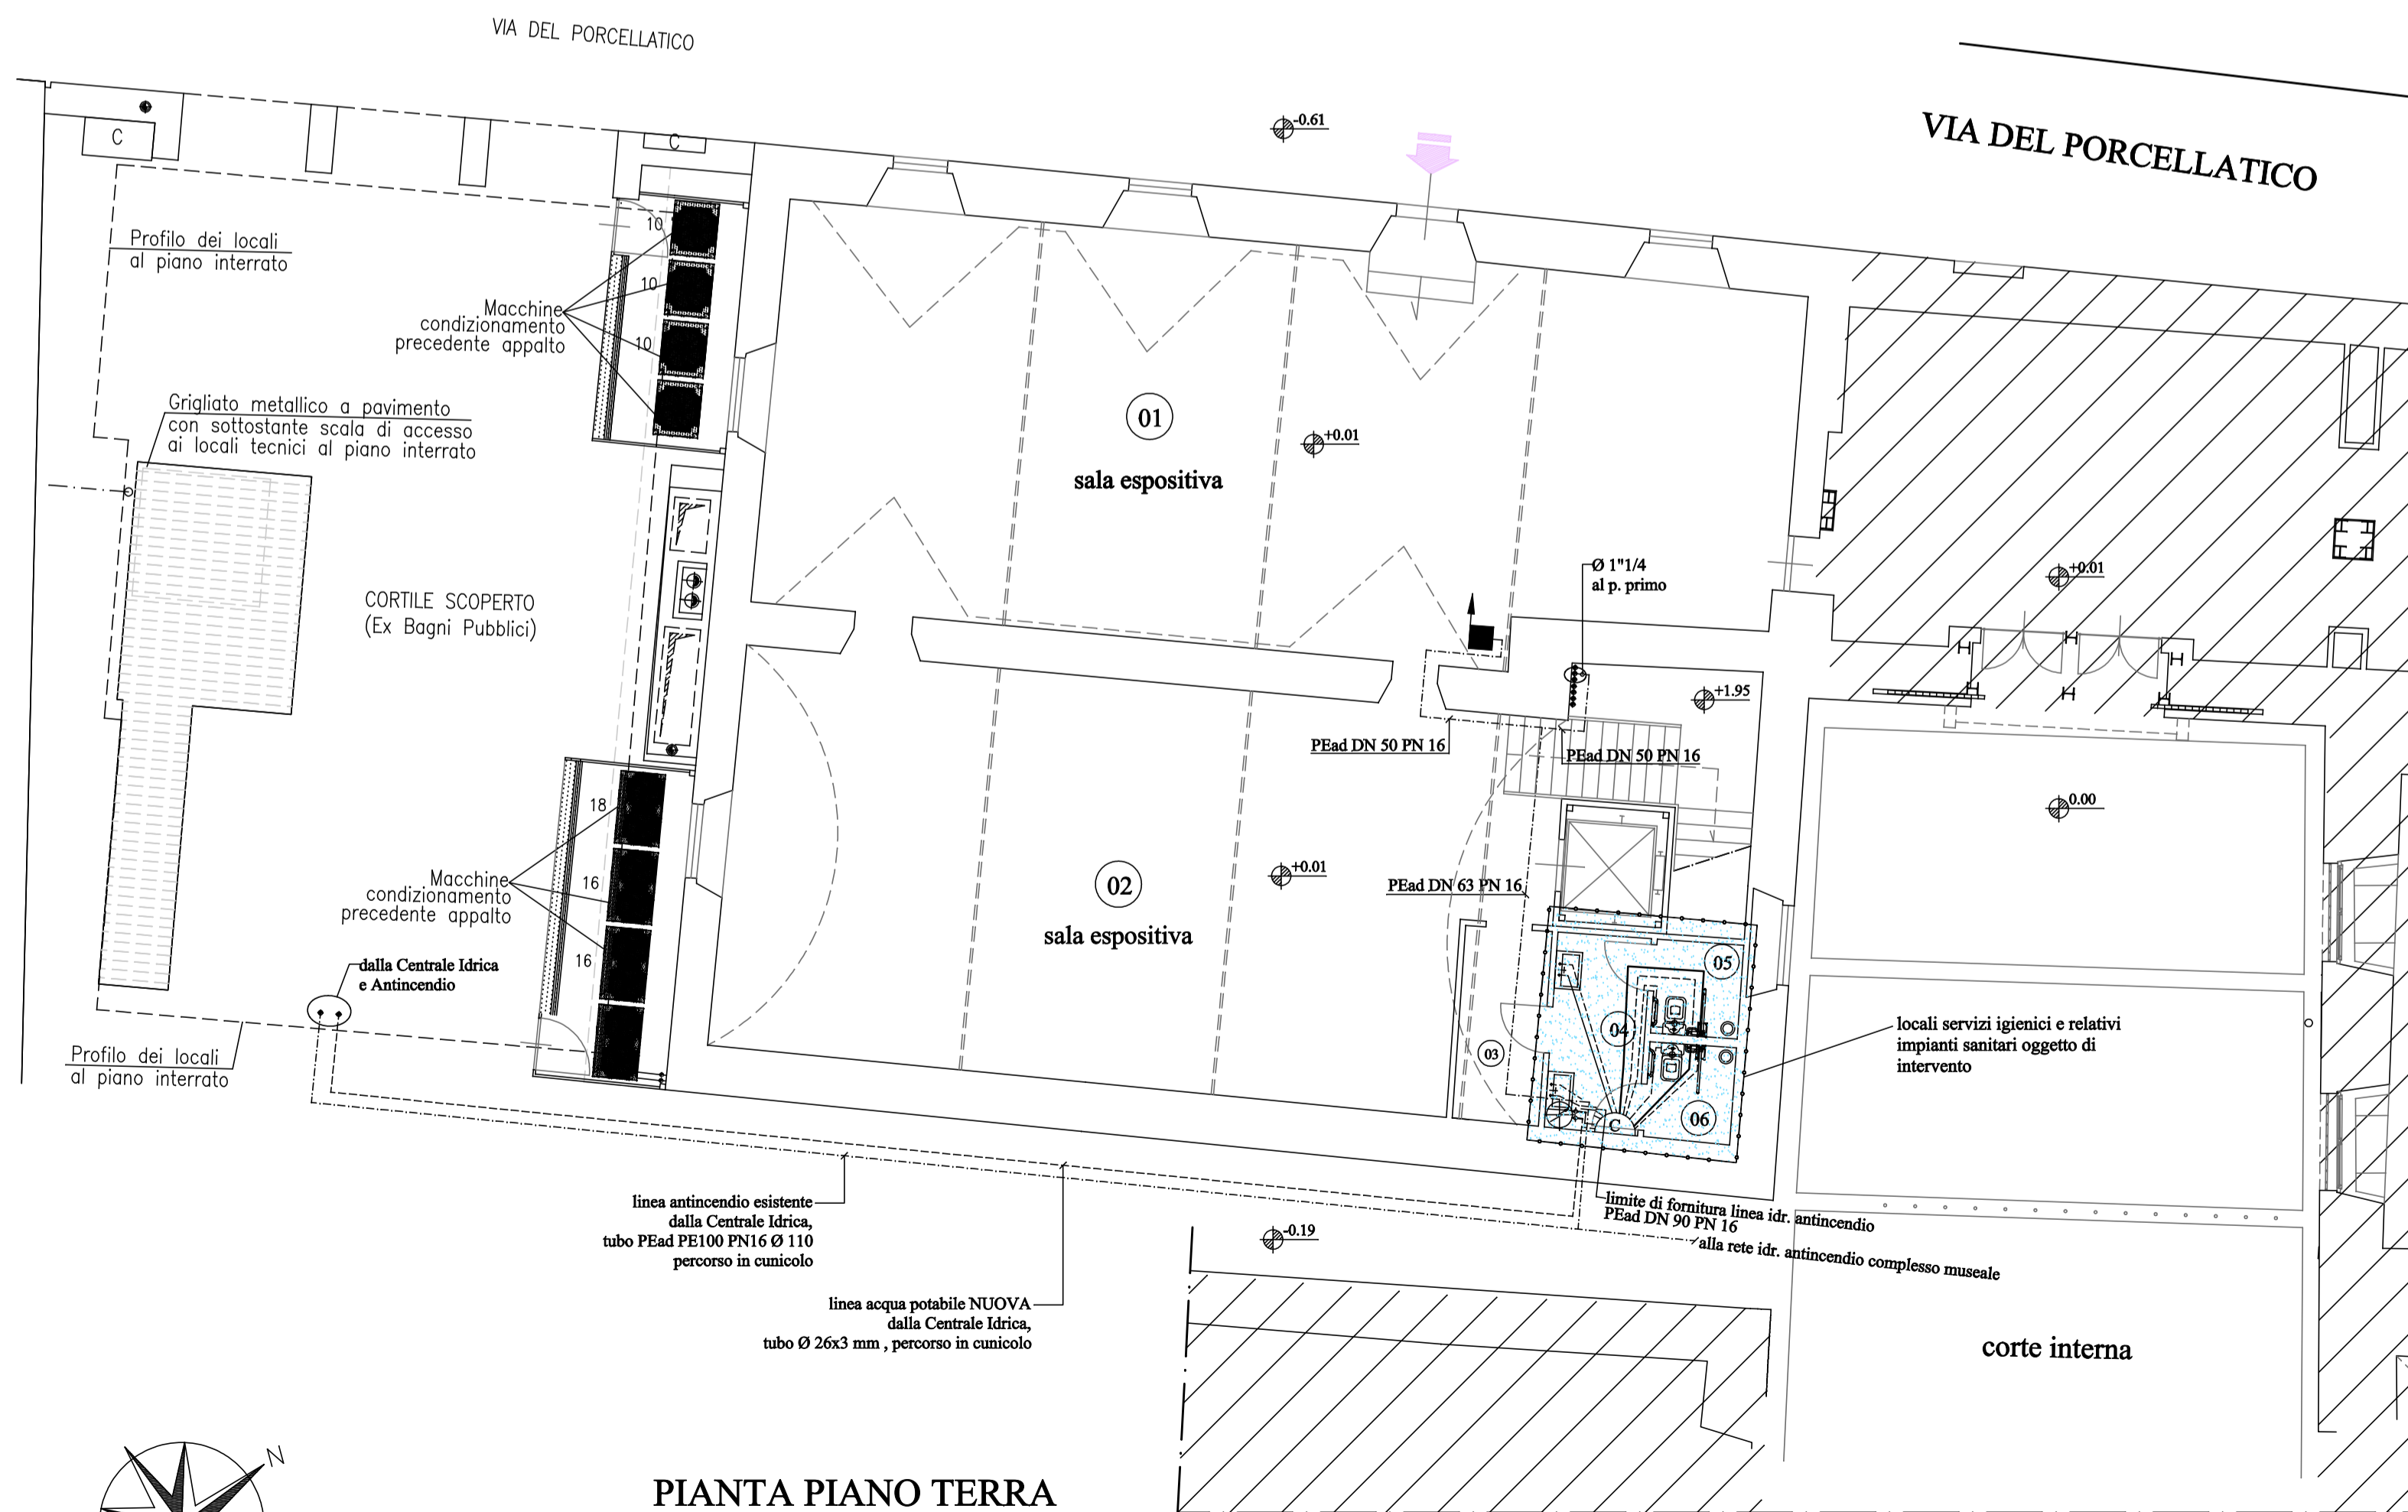 VIA DEL PORCELLATICO
VIA DEL PORCELLATICO
-0.61
C
C
Profilo dei locali
al piano interrato
10
10
10
Macchine
condizionamento
precedente appalto
Grigliato metallico a pavimento
con sottostante scala di accesso
ai locali tecnici al piano interrato
01
+0.01
sala espositiva
CORTILE SCOPERTO
(Ex Bagni Pubblici)
Ø 1"1/4
al p. primo
+0.01
+1.95
PEad DN 50 PN 16
PEad DN 50 PN 16
0.00
18
16
16
Macchine
condizionamento
precedente appalto
02
+0.01
sala espositiva
PEad DN 63 PN 16
dalla Centrale Idrica
e Antincendio
05
04
03
06
C
locali servizi igienici e relativi
impianti sanitari oggetto di
intervento
Profilo dei locali
al piano interrato
linea antincendio esistente
dalla Centrale Idrica,
tubo PEad PE100 PN16 Ø 110
percorso in cunicolo
limite di fornitura linea idr. antincendio
PEad DN 90 PN 16
alla rete idr. antincendio complesso museale
-0.19
linea acqua potabile NUOVA
dalla Centrale Idrica,
tubo Ø 26x3 mm , percorso in cunicolo
corte interna
N
PIANTA PIANO TERRA